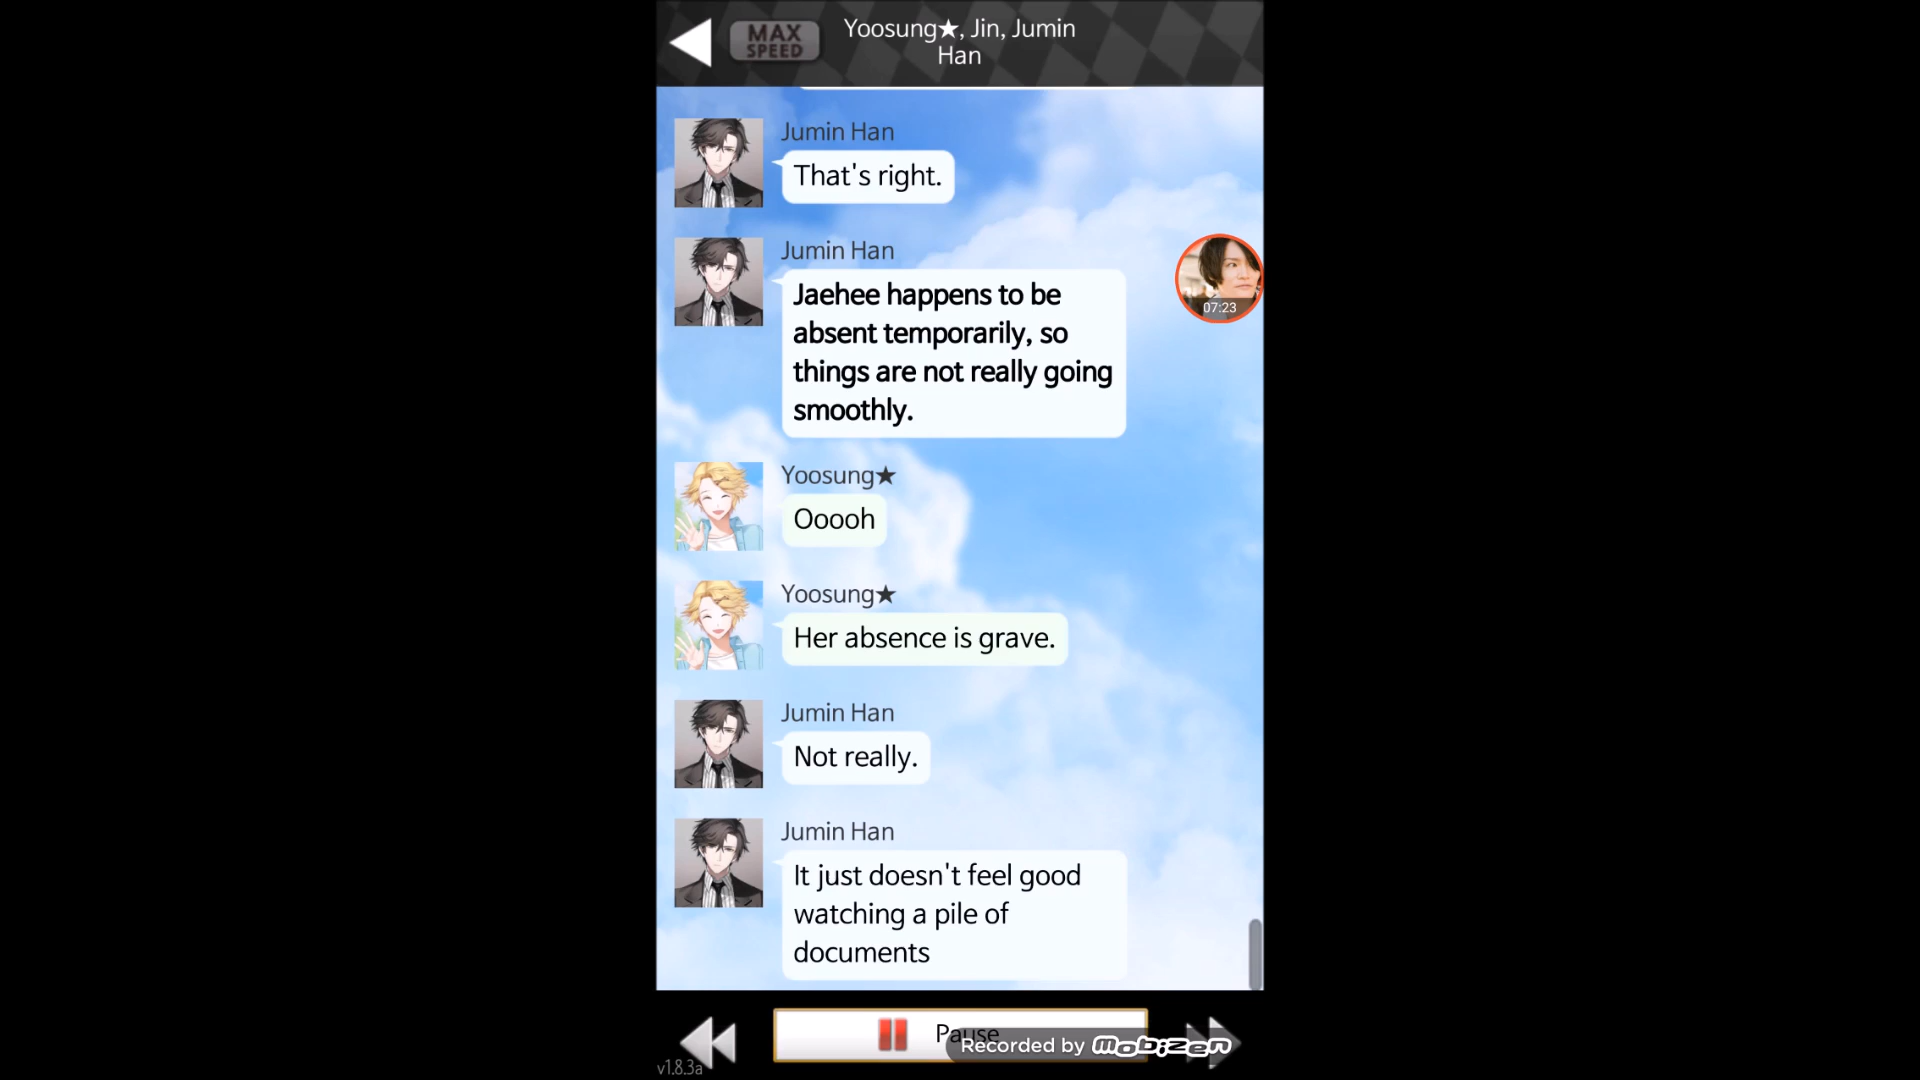 MAX
SPEED
Yoosung★, Jin, Jumin
Han
Jumin Han
That's right.
Jumin Han
Jaehee happens to be
absent temporarily, so
things are not really going
smoothly.
07:23
Yoosung★
Ooooh
Yoosung★
Her absence is grave.
Jumin Han
Not really.
Jumin Han
It just doesn't feel good
watching a pile of
documents
Pause
Recorded by Mobizen
v1.8.3a